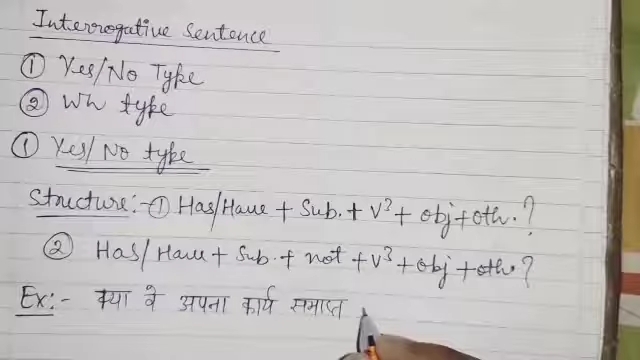 Interrogative Sentence
① Yes/No Type
② Wh type
① Yes/No type
Structure:- ① Has/Have + Sub. + V³ + obj + oth. ?
② Has/Have + Sub. + not + V³ + obj + oth. ?
Ex:- क्या वे अपना कार्य समाप्त